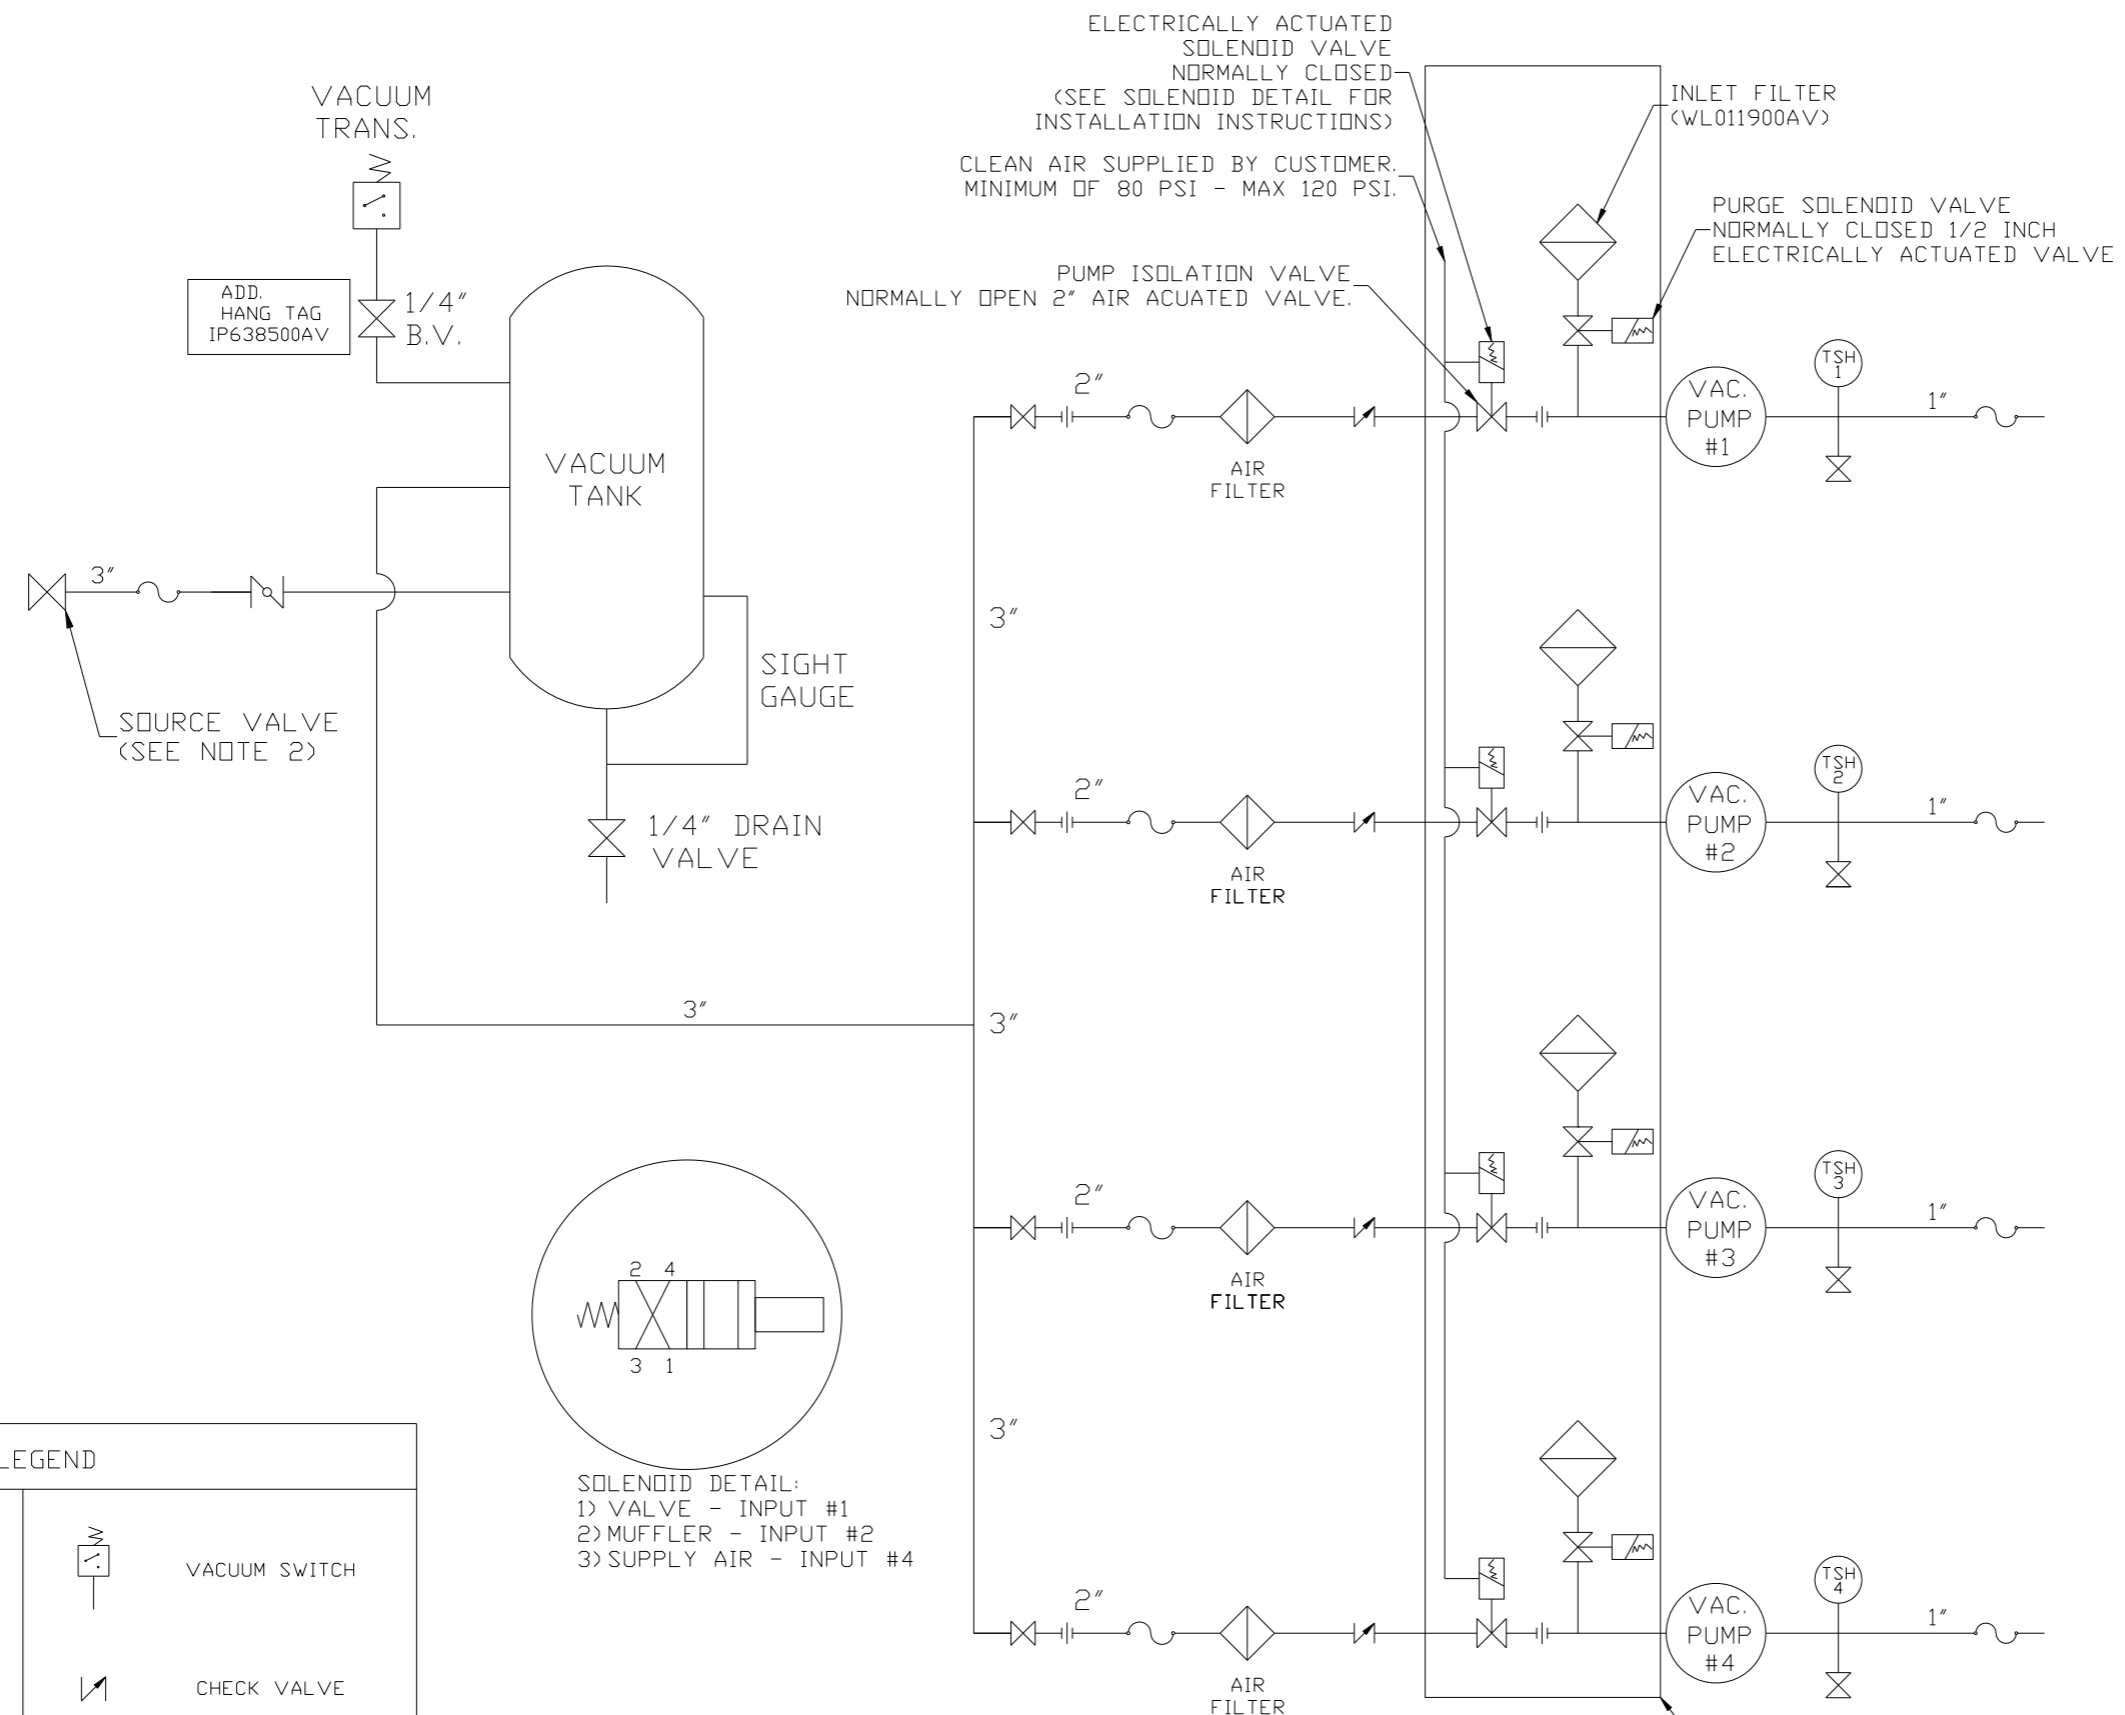 ELECTRICALLY ACTUATED
SOLENOID VALVE
NORMALLY CLOSED
(SEE SOLENOID DETAIL FOR
INSTALLATION INSTRUCTIONS)
CLEAN AIR SUPPLIED BY CUSTOMER.
MINIMUM OF 80 PSI - MAX 120 PSI.
PUMP ISOLATION VALVE
NORMALLY OPEN 2" AIR ACUATED VALVE.
INLET FILTER
(WL011900AV)
PURGE SOLENOID VALVE
NORMALLY CLOSED 1/2 INCH
ELECTRICALLY ACTUATED VALVE
VACUUM
TRANS.
ADD.
HANG TAG
IP638500AV
1/4"
B.V.
VACUUM
TANK
3"
SOURCE VALVE
(SEE NOTE 2)
SIGHT
GAUGE
1/4" DRAIN
VALVE
3"
3"
3"
3"
2"
AIR
FILTER
VAC.
PUMP
#1
TSH
1
1"
2"
AIR
FILTER
VAC.
PUMP
#2
TSH
2
1"
2"
AIR
FILTER
VAC.
PUMP
#3
TSH
3
1"
2"
AIR
FILTER
VAC.
PUMP
#4
TSH
4
1"
2 4
3 1
SOLENOID DETAIL:
1) VALVE - INPUT #1
2) MUFFLER - INPUT #2
3) SUPPLY AIR - INPUT #4
LEGEND
VACUUM SWITCH
CHECK VALVE